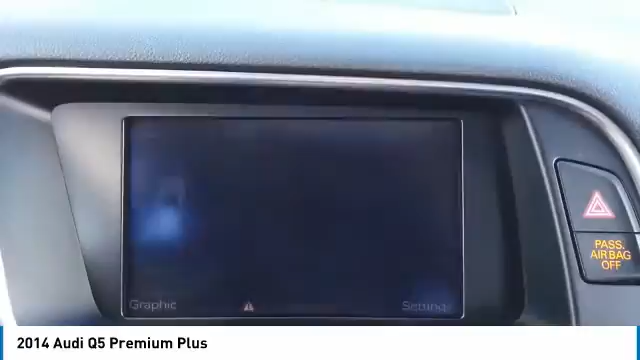 Graphic
Settings
PASS.
AIR BAG
OFF
2014 Audi Q5 Premium Plus